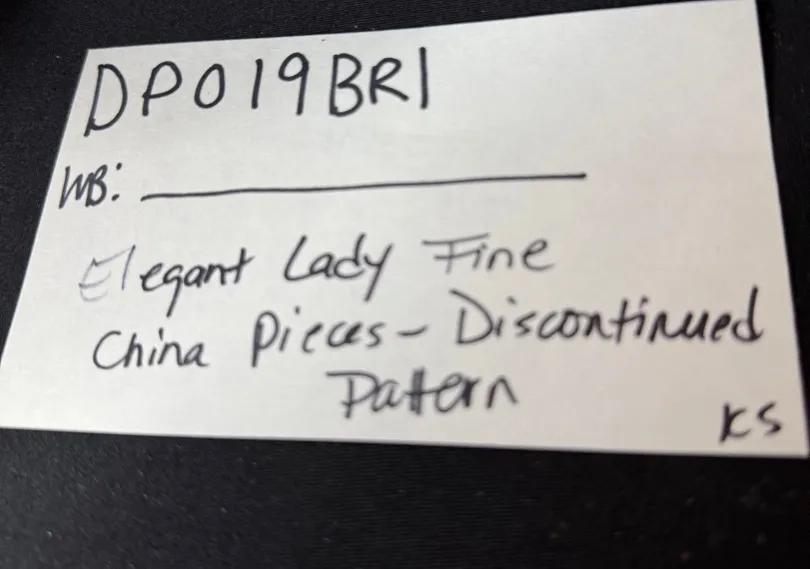 DP019BR1
WB:
Elegant Lady Fine
China Pieces - Discontinued
Pattern
KS